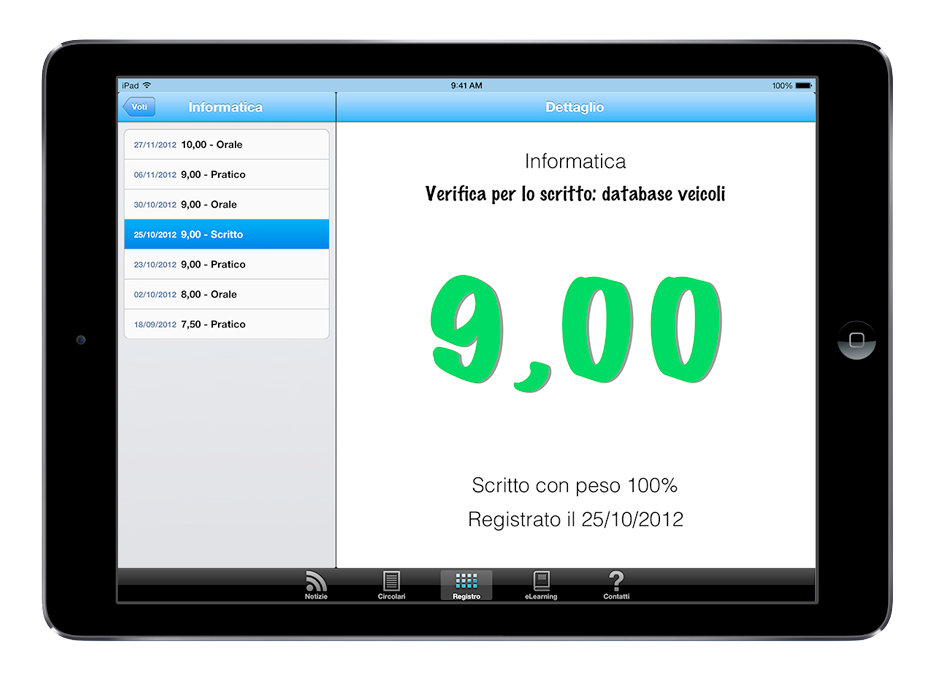 iPad 9:41 AM 100%
Voti Informatica Dettaglio
27/11/2012 10,00 - Orale
06/11/2012 9,00 - Pratico
30/10/2012 9,00 - Orale
25/10/2012 9,00 - Scritto
23/10/2012 9,00 - Pratico
02/10/2012 8,00 - Orale
18/09/2012 7,50 - Pratico
Informatica
Verifica per lo scritto: database veicoli
9,00
Scritto con peso 100%
Registrato il 25/10/2012
Notizie Circolari Registro eLearning Contatti
?